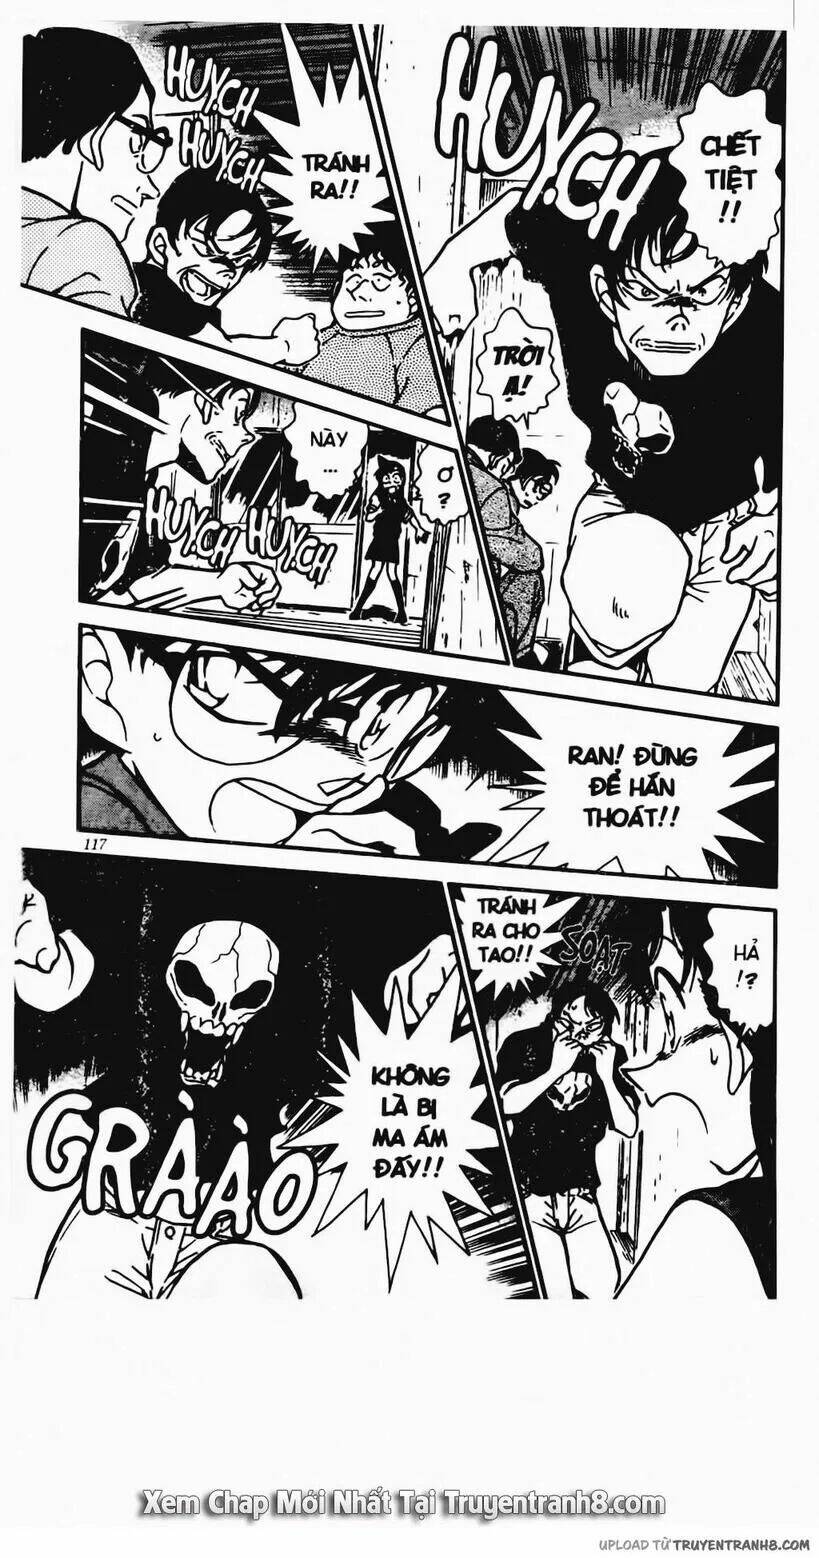 HUỴCH
CHẾT
TIỆT
!!
TRỜI
Ạ!
HUỴCH
HUỴCH
TRÁNH
RA!!
Ơ
?
NÀY
...
HUỴCH
HUỴCH
RAN! ĐỪNG
ĐỂ HẮN
THOÁT!!
117
HẢ
!?
SOẠT
TRÁNH
RA CHO
TAO!!
KHÔNG
LÀ BỊ
MA ÁM
ĐẤY!!
GRÀÀO
Xem Chap Mới Nhất Tại Truyentranh8.com
UPLOAD TỪ TRUYENTRANH8.COM